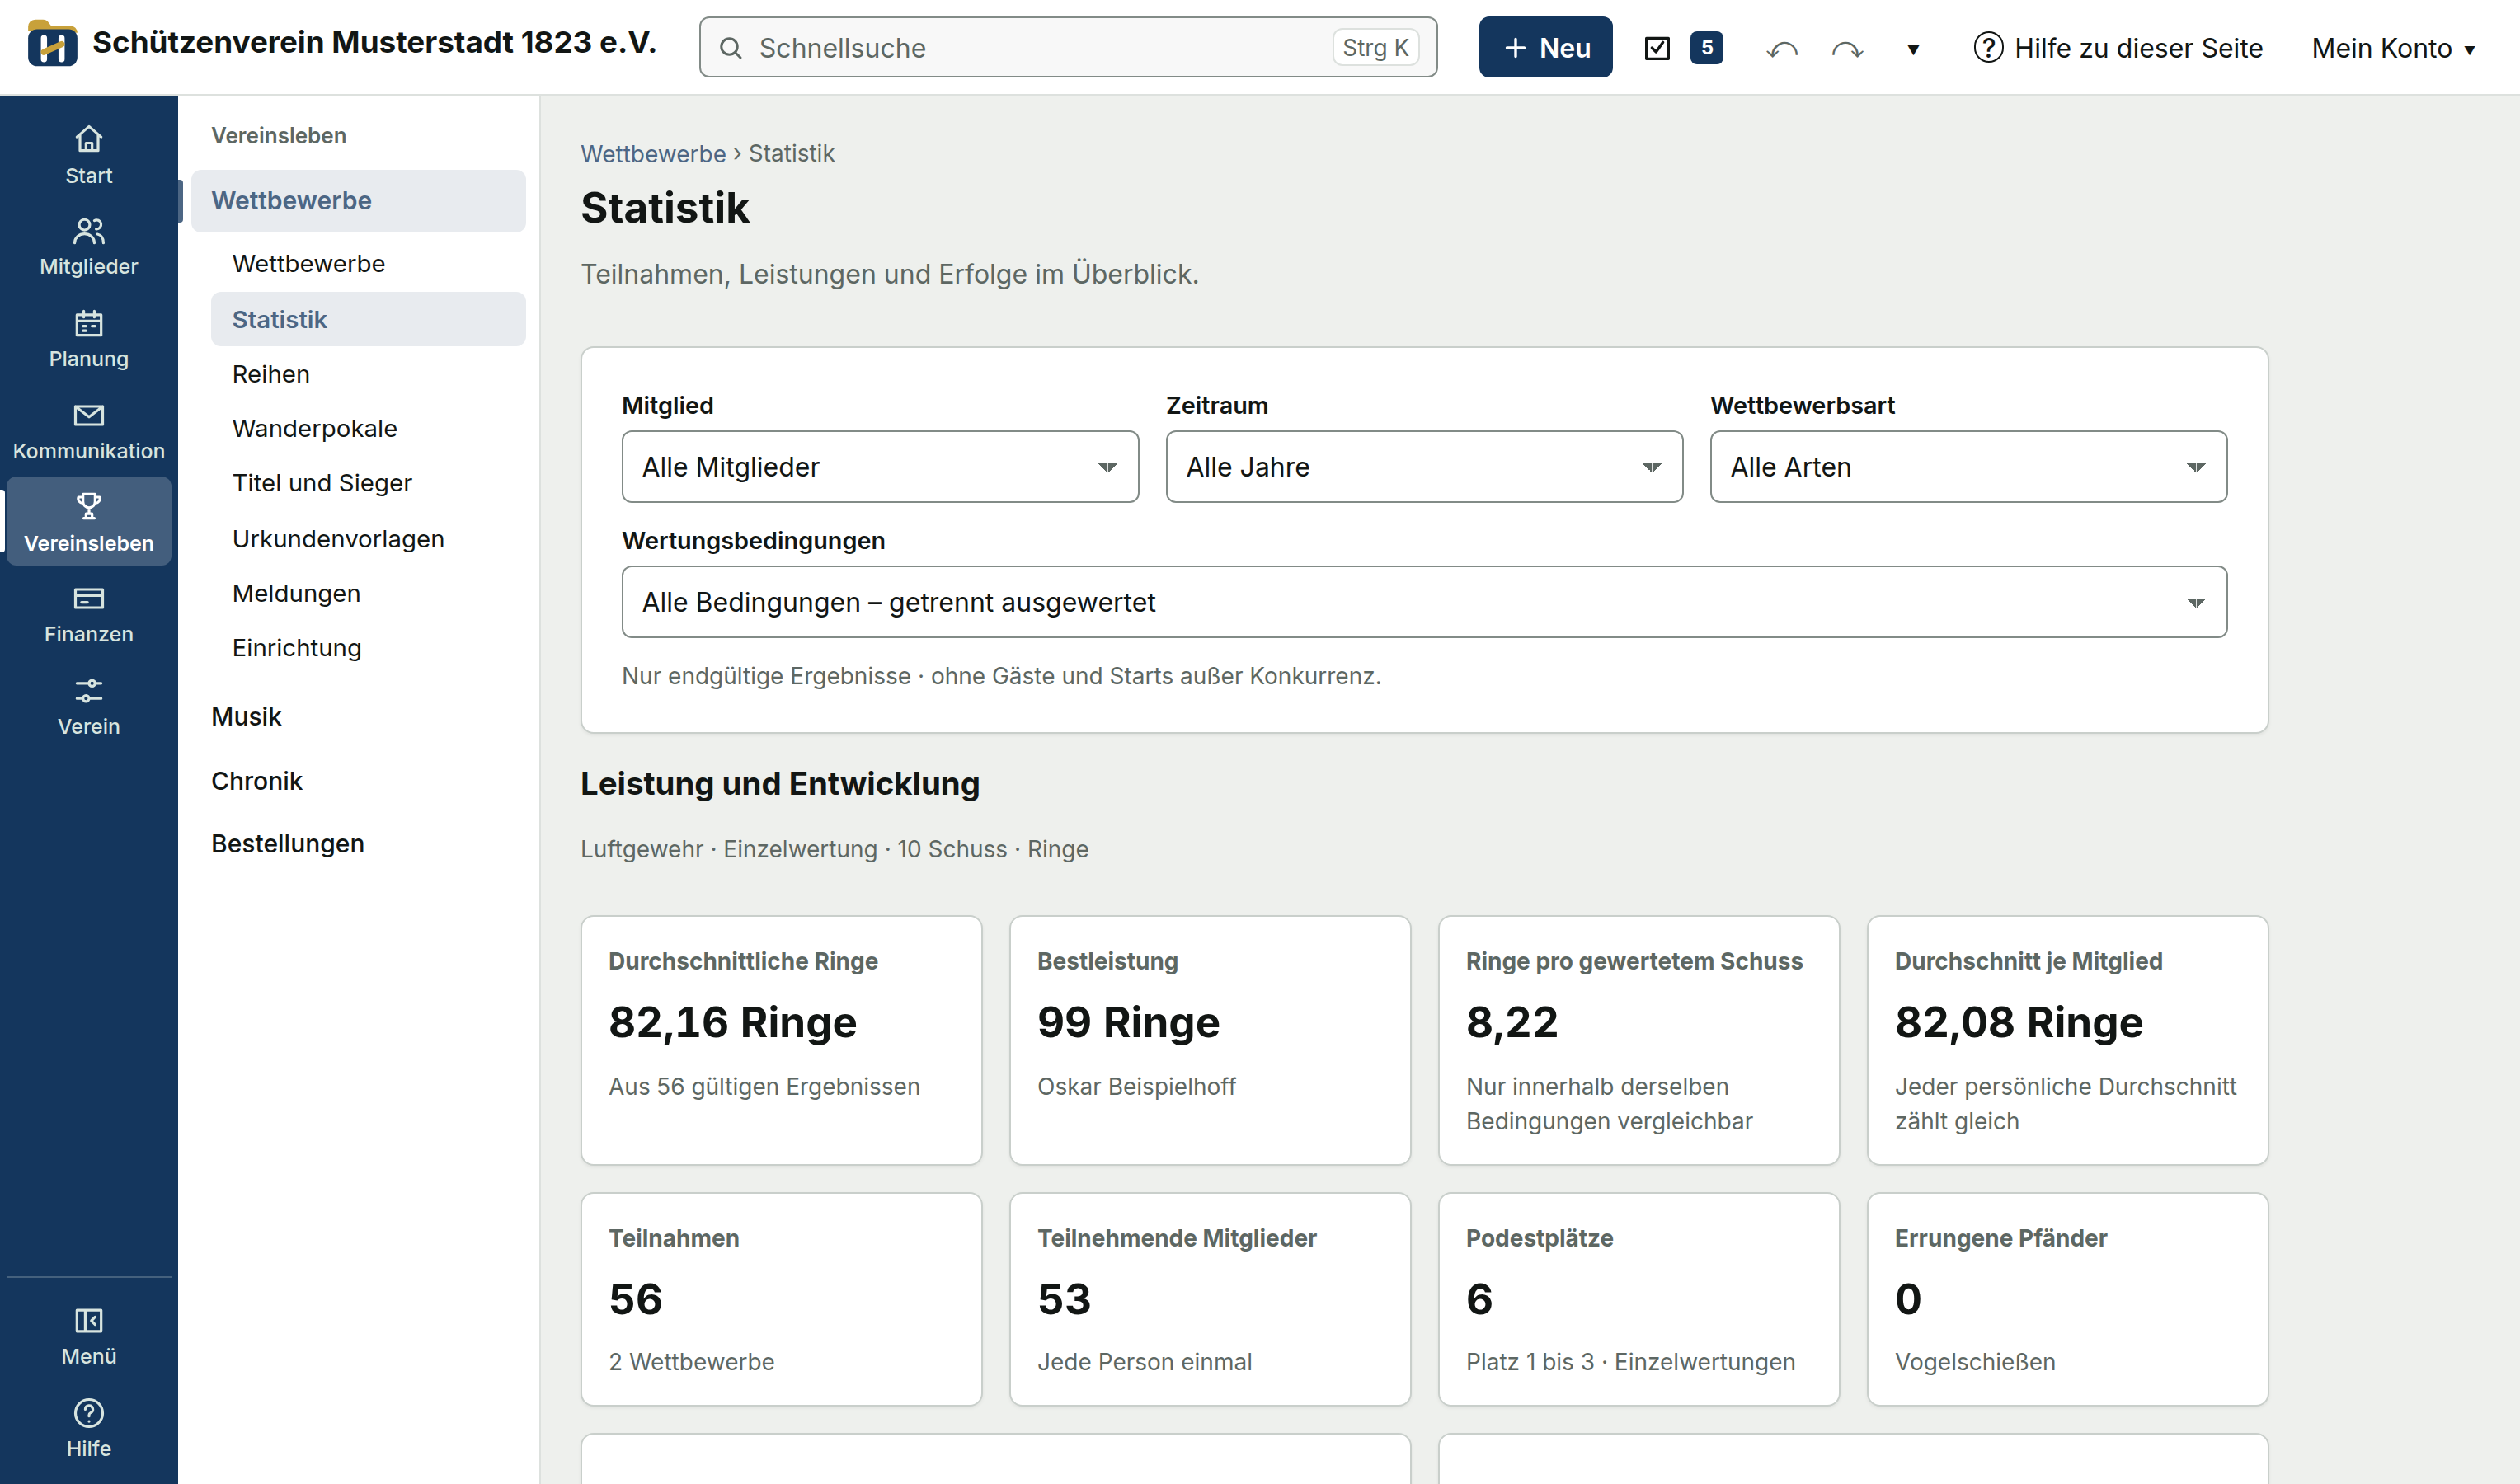 Schützenverein Musterstadt 1823 e.V.
Schnellsuche
Strg K
Neu
5
Hilfe zu dieser Seite
Mein Konto
Start
Mitglieder
Planung
Kommunikation
Vereinsleben
Finanzen
Verein
Menü
Hilfe
Vereinsleben
Wettbewerbe
Wettbewerbe
Statistik
Reihen
Wanderpokale
Titel und Sieger
Urkundenvorlagen
Meldungen
Einrichtung
Musik
Chronik
Bestellungen
Wettbewerbe › Statistik
Statistik
Teilnahmen, Leistungen und Erfolge im Überblick.
Mitglied
Alle Mitglieder
Zeitraum
Alle Jahre
Wettbewerbsart
Alle Arten
Wertungsbedingungen
Alle Bedingungen – getrennt ausgewertet
Nur endgültige Ergebnisse · ohne Gäste und Starts außer Konkurrenz.
Leistung und Entwicklung
Luftgewehr · Einzelwertung · 10 Schuss · Ringe
Durchschnittliche Ringe
82,16 Ringe
Aus 56 gültigen Ergebnissen
Bestleistung
99 Ringe
Oskar Beispielhoff
Ringe pro gewertetem Schuss
8,22
Nur innerhalb derselben
Bedingungen vergleichbar
Durchschnitt je Mitglied
82,08 Ringe
Jeder persönliche Durchschnitt
zählt gleich
Teilnahmen
56
2 Wettbewerbe
Teilnehmende Mitglieder
53
Jede Person einmal
Podestplätze
6
Platz 1 bis 3 · Einzelwertungen
Errungene Pfänder
0
Vogelschießen